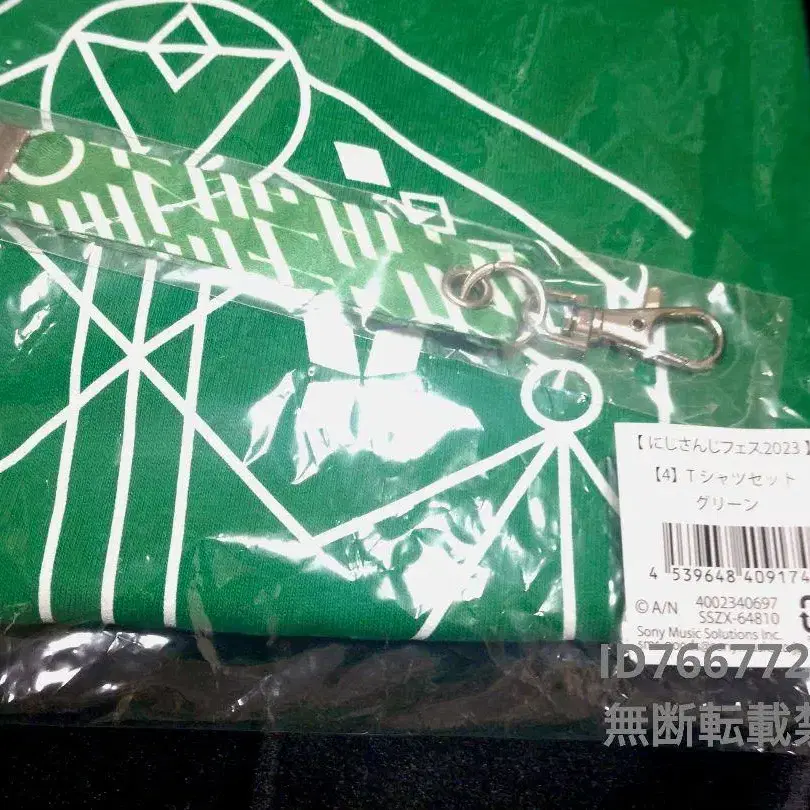 【にしさんじフェス2023】
【4】Tシャツセット
グリーン
4 539648 409174
© A/N 4002340697
SSZX-64810
Sony Music Solutions Inc.
ID766772
無断転載禁